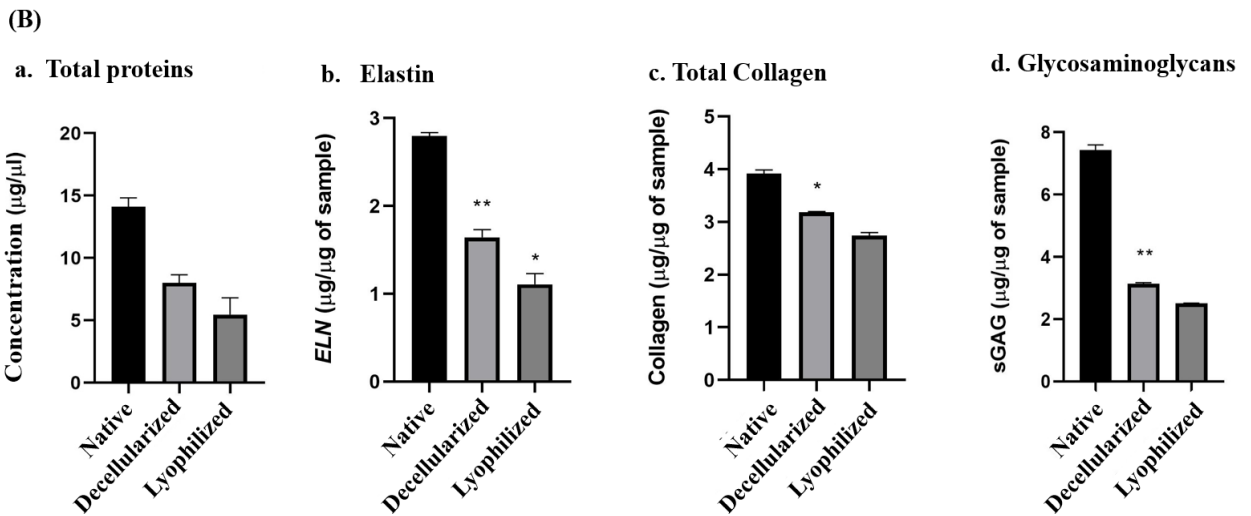 (B)
a. Total proteins
Concentration (μg/μl)
20
15
10
5
0
Native
Decellularized
Lyophilized
b. Elastin
ELN (μg/μg of sample)
3
2
1
0
**
*
Native
Decellularized
Lyophilized
c. Total Collagen
Collagen (μg/μg of sample)
5
4
3
2
1
0
*
Native
Decellularized
Lyophilized
d. Glycosaminoglycans
sGAG (μg/μg of sample)
8
6
4
2
0
**
Native
Decellularized
Lyophilized